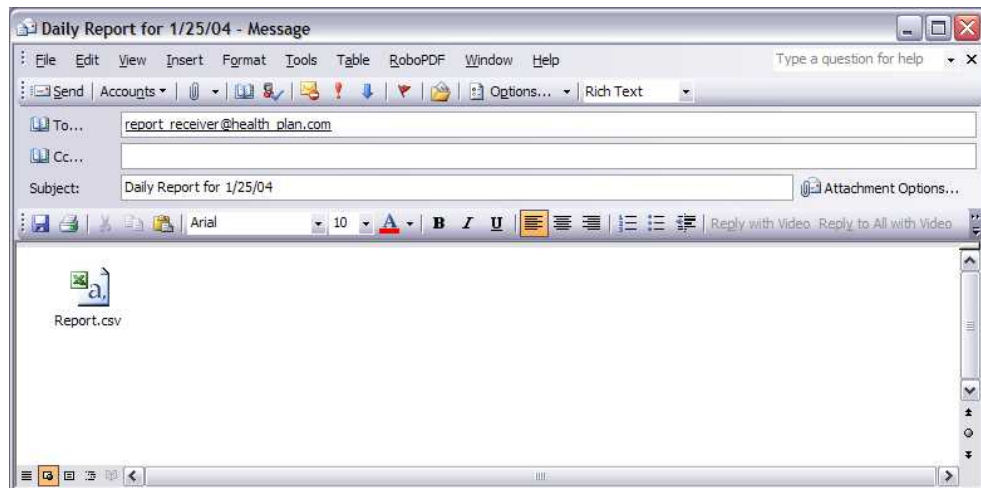 Daily Report for 1/25/04 - Message
File Edit View Insert Format Tools Table RoboPDF Window Help Type a question for help
Send Accounts Options... Rich Text
To... report_receiver@health_plan.com
Cc...
Subject: Daily Report for 1/25/04 Attachment Options...
Arial 10 A B I U Reply with Video Reply to All with Video
a,
Report.csv